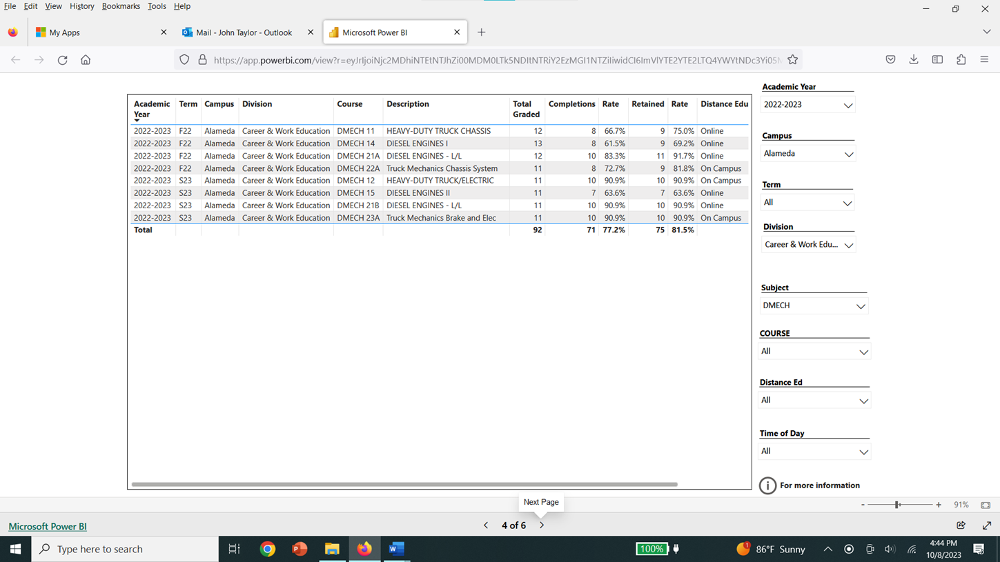 File Edit View History Bookmarks Tools Help
My Apps Mail - John Taylor - Outlook Microsoft Power BI
Academic Year
2022-2023
Campus
Alameda
Term
All
Division
Career & Work Edu...
Subject
DMECH
COURSE
All
Distance Ed
All
Time of Day
All
For more information
Academic Year Term Campus Division Course Description Total Graded Completions Rate Retained Rate Distance Edu
2022-2023 F22 Alameda Career & Work Education DMECH 11 HEAVY-DUTY TRUCK CHASSIS 12 8 66.7% 9 75.0% Online
2022-2023 F22 Alameda Career & Work Education DMECH 14 DIESEL ENGINES I 13 8 61.5% 9 69.2% Online
2022-2023 F22 Alameda Career & Work Education DMECH 21A DIESEL ENGINES - L/L 12 10 83.3% 11 91.7% Online
2022-2023 F22 Alameda Career & Work Education DMECH 22A Truck Mechanics Chassis System 11 8 72.7% 9 81.8% On Campus
2022-2023 S23 Alameda Career & Work Education DMECH 12 HEAVY-DUTY TRUCK/ELECTRIC 11 10 90.9% 10 90.9% On Campus
2022-2023 S23 Alameda Career & Work Education DMECH 15 DIESEL ENGINES II 11 7 63.6% 7 63.6% Online
2022-2023 S23 Alameda Career & Work Education DMECH 21B DIESEL ENGINES - L/L 11 10 90.9% 10 90.9% Online
2022-2023 S23 Alameda Career & Work Education DMECH 23A Truck Mechanics Brake and Elec 11 10 90.9% 10 90.9% On Campus
Total 92 71 77.2% 75 81.5%
Next Page
- + 91%
Microsoft Power BI 4 of 6
Type here to search 100% 1 86°F Sunny 4:44 PM
10/8/2023